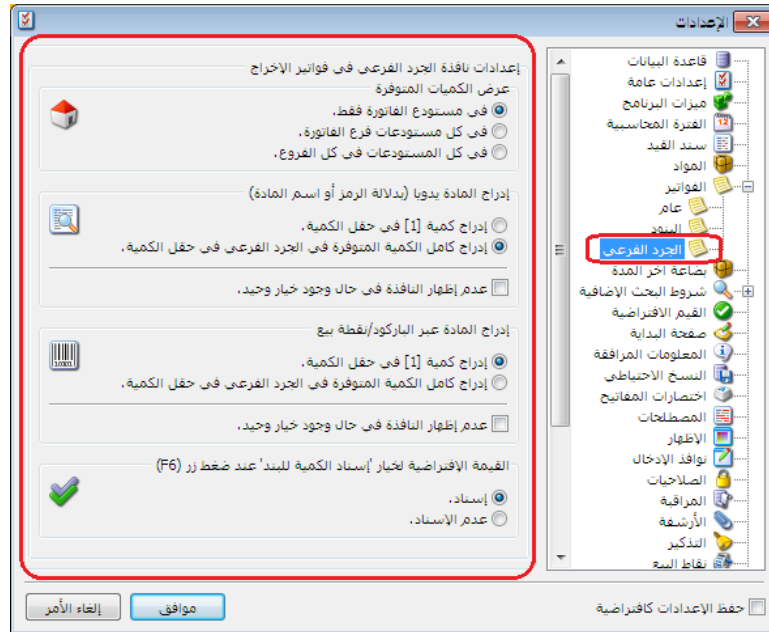 الإعدادات
قاعدة البيانات
إعدادات عامة
ميزات البرنامج
الفترة المحاسبية
سند القيد
المواد
الفواتير
عام
البنود
الجرد الفرعي
بضاعة آخر المدة
شروط البحث الإضافية
القيم الافتراضية
صفحة البداية
المعلومات المرافقة
النسخ الاحتياطي
اختصارات المفاتيح
المصطلحات
الإظهار
نوافذ الإدخال
الصلاحيات
المراقبة
الأرشفة
التذكير
نقاط البيع
إعدادات نافذة الجرد الفرعي في فواتير الإخراج
عرض الكميات المتوفرة
في مستودع الفاتورة فقط.
في كل مستودعات فرع الفاتورة.
في كل المستودعات في كل الفروع.
إدراج المادة يدويا (بدلالة الرمز أو اسم المادة)
إدراج كمية [1] في حقل الكمية.
إدراج كامل الكمية المتوفرة في الجرد الفرعي في حقل الكمية.
عدم إظهار النافذة في حال وجود خيار وحيد.
إدراج المادة عبر الباركود/نقطة بيع
إدراج كمية [1] في حقل الكمية.
إدراج كامل الكمية المتوفرة في الجرد الفرعي في حقل الكمية.
عدم إظهار النافذة في حال وجود خيار وحيد.
القيمة الإفتراضية لخيار 'إسناد الكمية للبند' عند ضغط زر (F6)
إسناد.
عدم الإسناد.
حفظ الإعدادات كافتراضية
موافق
إلغاء الأمر